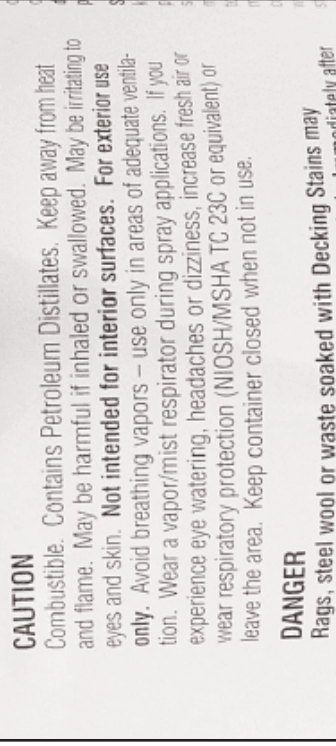 CAUTION
Combustible. Contains Petroleum Distillates. Keep away from heat
and flame. May be harmful if inhaled or swallowed. May be irritating to
eyes and skin. Not intended for interior surfaces. For exterior use
only. Avoid breathing vapors – use only in areas of adequate ventila-
tion. Wear a vapor/mist respirator during spray applications. If you
experience eye watering, headaches or dizziness, increase fresh air or
wear respiratory protection (NIOSH/MSHA TC 23C or equivalent) or
leave the area. Keep container closed when not in use.
DANGER
Rags, steel wool or waste soaked with Decking Stains may
immediately after